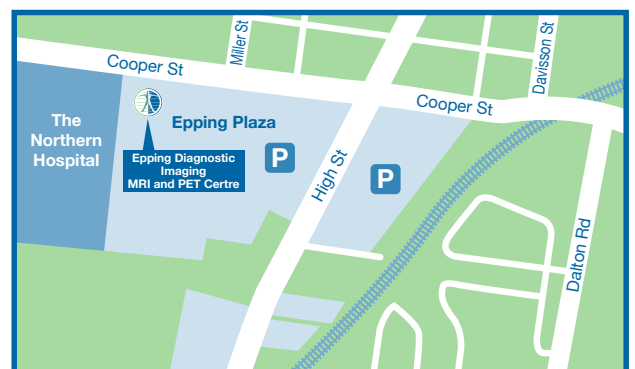 Cooper St
Miller St
Davisson St
Cooper St
The
Northern
Hospital
Epping Plaza
Epping Diagnostic
Imaging
MRI and PET Certre
P
P
High St
Dalton Rd